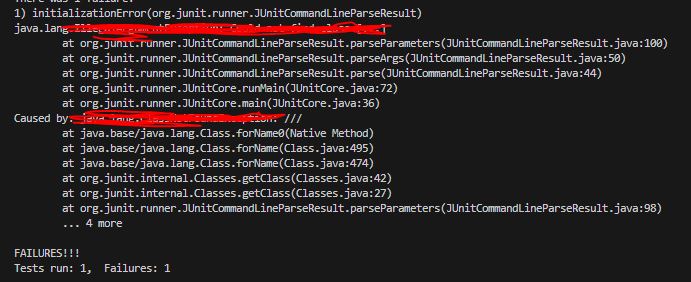 There was 1 failure:
1) initializationError(org.junit.runner.JUnitCommandLineParseResult)
java.lang.
at org.junit.runner.JUnitCommandLineParseResult.parseParameters(JUnitCommandLineParseResult.java:100)
at org.junit.runner.JUnitCommandLineParseResult.parseArgs(JUnitCommandLineParseResult.java:50)
at org.junit.runner.JUnitCommandLineParseResult.parse(JUnitCommandLineParseResult.java:44)
at org.junit.runner.JUnitCore.runMain(JUnitCore.java:72)
at org.junit.runner.JUnitCore.main(JUnitCore.java:36)
Caused by: ///
at java.base/java.lang.Class.forName0(Native Method)
at java.base/java.lang.Class.forName(Class.java:495)
at java.base/java.lang.Class.forName(Class.java:474)
at org.junit.internal.Classes.getClass(Classes.java:42)
at org.junit.internal.Classes.getClass(Classes.java:27)
at org.junit.runner.JUnitCommandLineParseResult.parseParameters(JUnitCommandLineParseResult.java:98)
... 4 more
FAILURES!!!
Tests run: 1,  Failures: 1